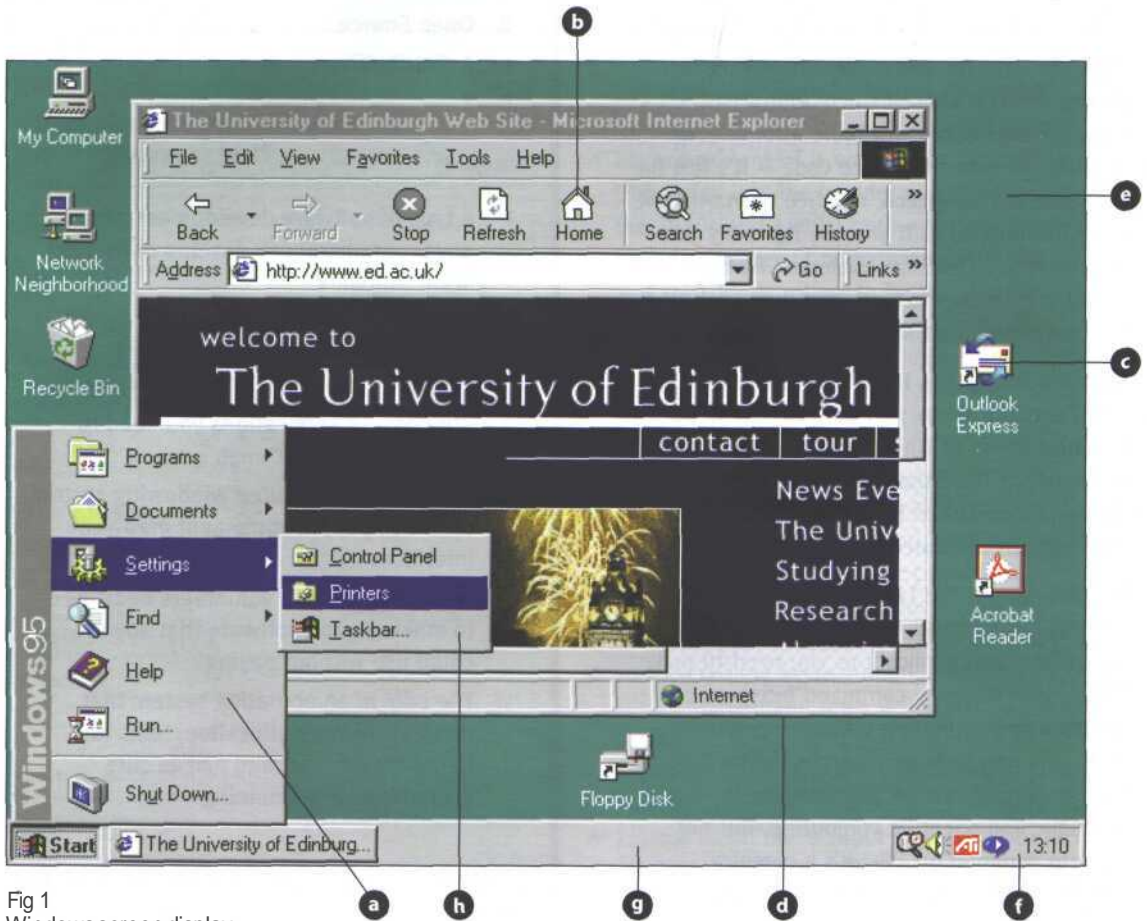 b
My Computer
The University of Edinburgh Web Site - Microsoft Internet Explorer
File Edit View Favorites Tools Help
e
Back Forward Stop Refresh Home Search Favorites History »
Network
Neighborhood
Address http://www.ed.ac.uk/ Go Links »
welcome to
The University of Edinburgh
c
Recycle Bin
Outlook
Express
contact tour s
News Eve
The Univ
Studying
Research
Programs
Documents
Settings
Find
Help
Run...
Shut Down...
Windows95
Control Panel
Printers
Taskbar...
Acrobat
Reader
Internet
Floppy Disk
Start The University of Edinburg... ATI 13:10
a h g d f
Fig 1
Windows screen display